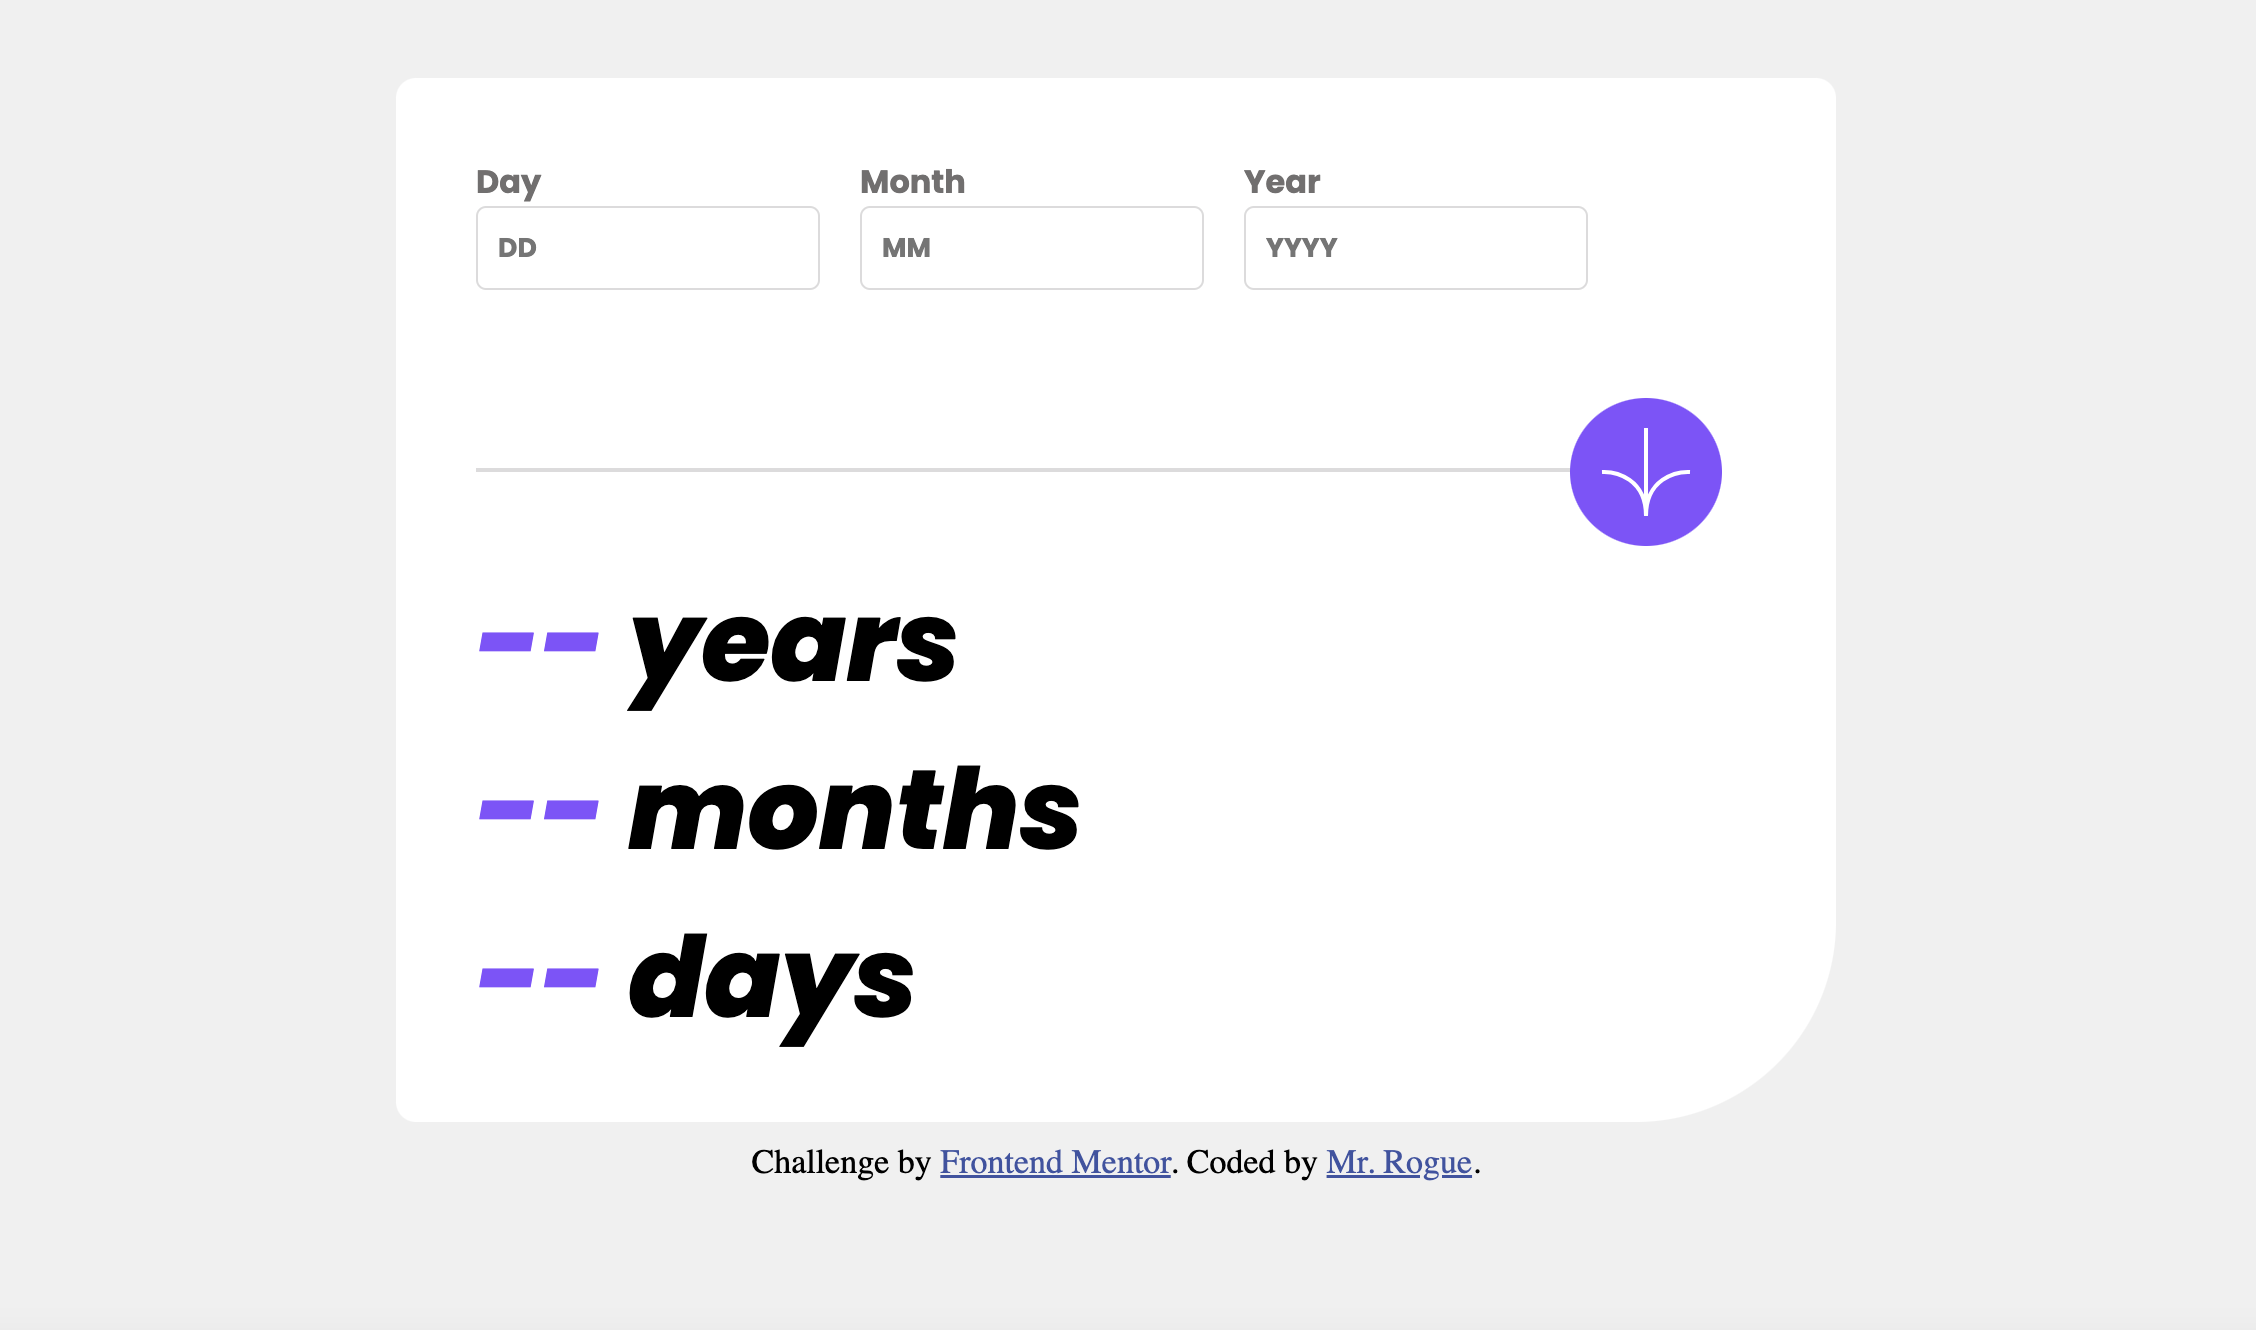 Day Month Year
DD MM YYYY
-- years
-- months
-- days
Challenge by Frontend Mentor. Coded by Mr. Rogue.